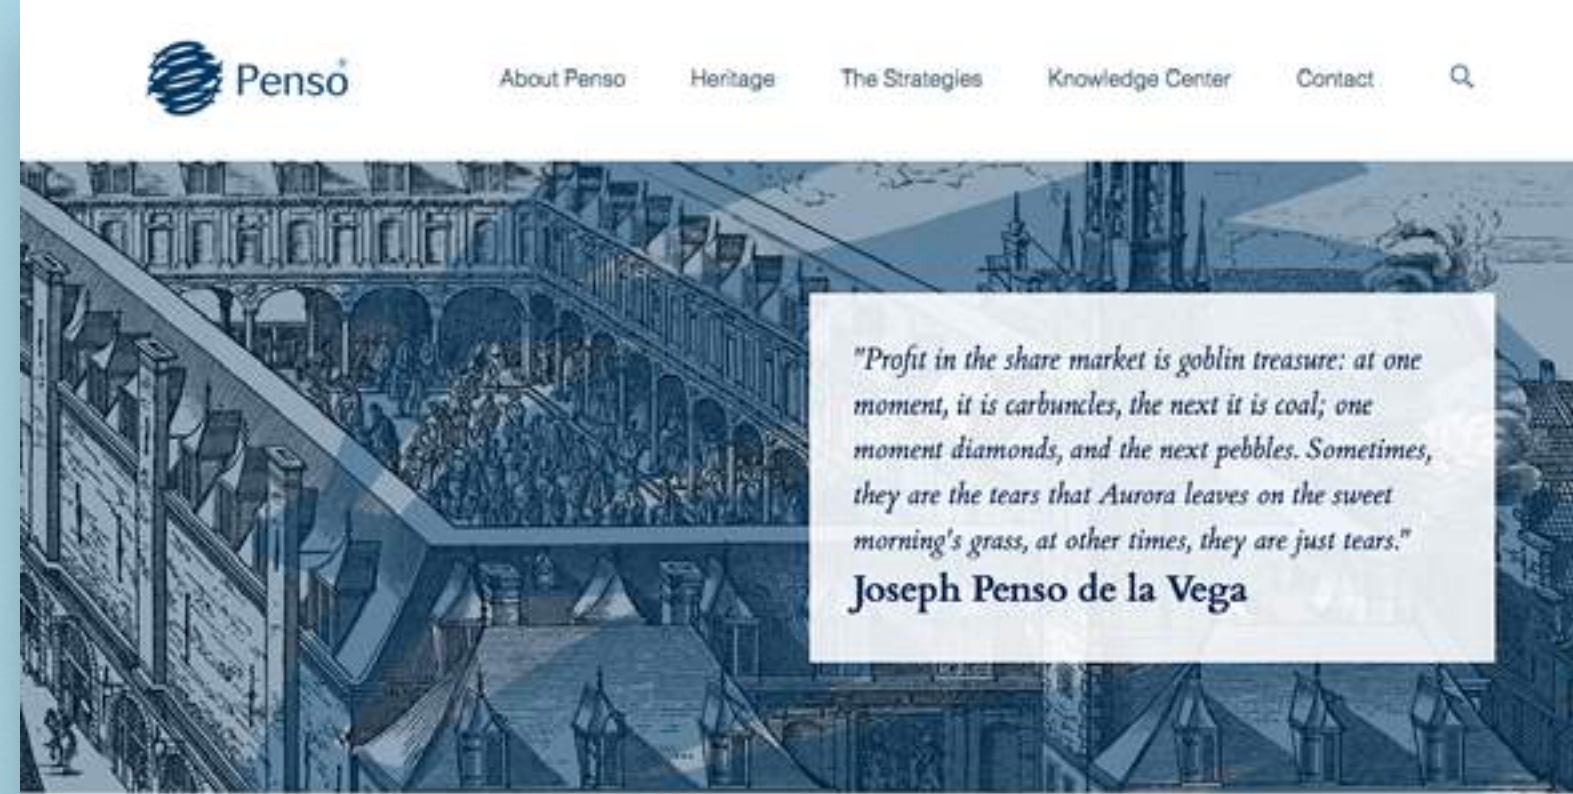 Penso®
About Penso Heritage The Strategies Knowledge Center Contact
"Profit in the share market is goblin treasure: at one
moment, it is carbuncles, the next it is coal; one
moment diamonds, and the next pebbles. Sometimes,
they are the tears that Aurora leaves on the sweet
morning's grass, at other times, they are just tears."
Joseph Penso de la Vega